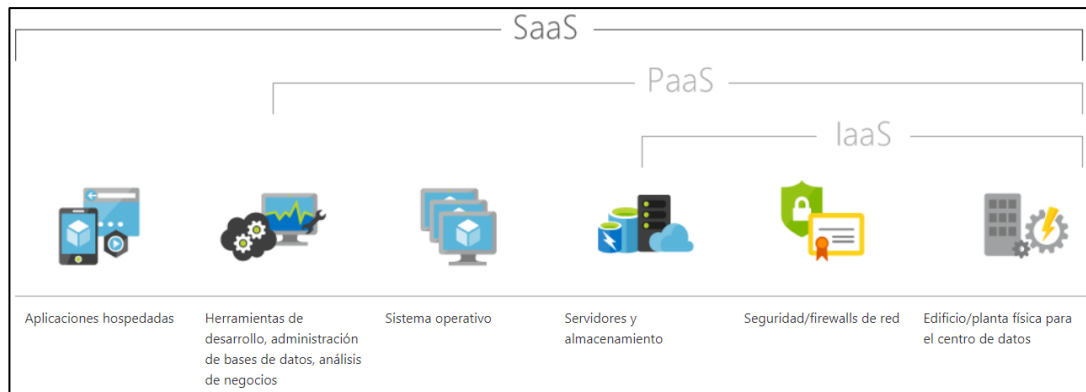 SaaS
PaaS
IaaS
Aplicaciones hospedadas
Herramientas de
desarrollo, administración
de bases de datos, análisis
de negocios
Sistema operativo
Servidores y
almacenamiento
Seguridad/firewalls de red
Edificio/planta física para
el centro de datos